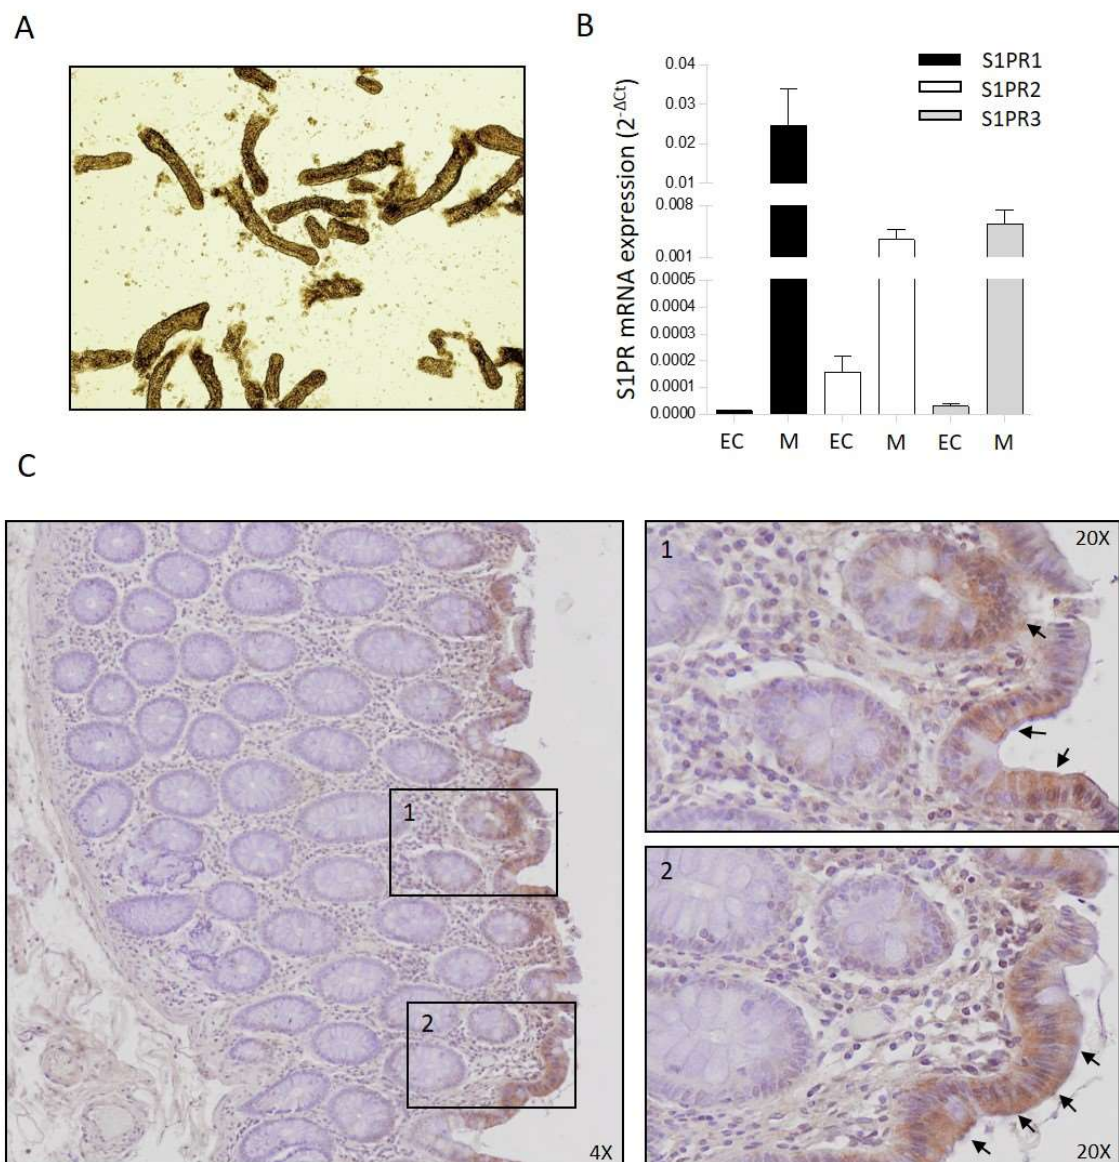 A
B
S1PR mRNA expression (2^-ΔCt)
0.04
0.03
0.02
0.01
0.008
0.001
0.0005
0.0004
0.0003
0.0002
0.0001
0.0000
S1PR1
S1PR2
S1PR3
EC M EC M EC M
C
1
2
4X
1
20X
2
20X